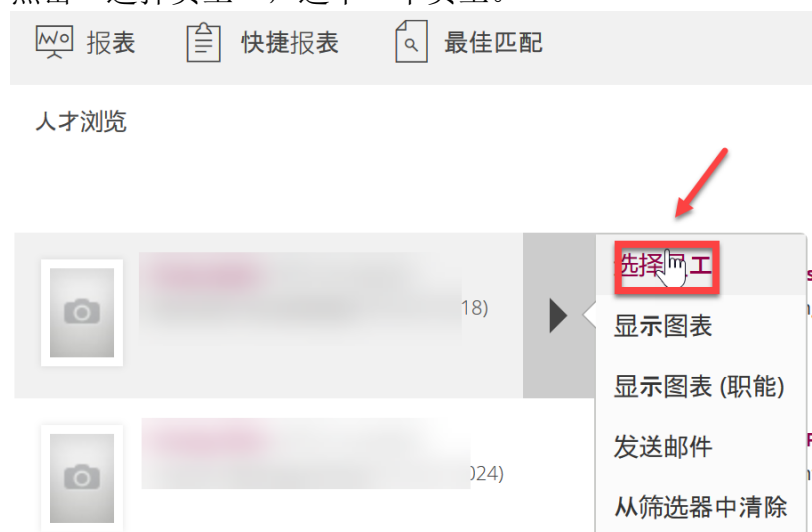 报表 快捷报表 最佳匹配
人才浏览
选择员工
18)
显示图表
显示图表 (职能)
发送邮件
024)
从筛选器中清除